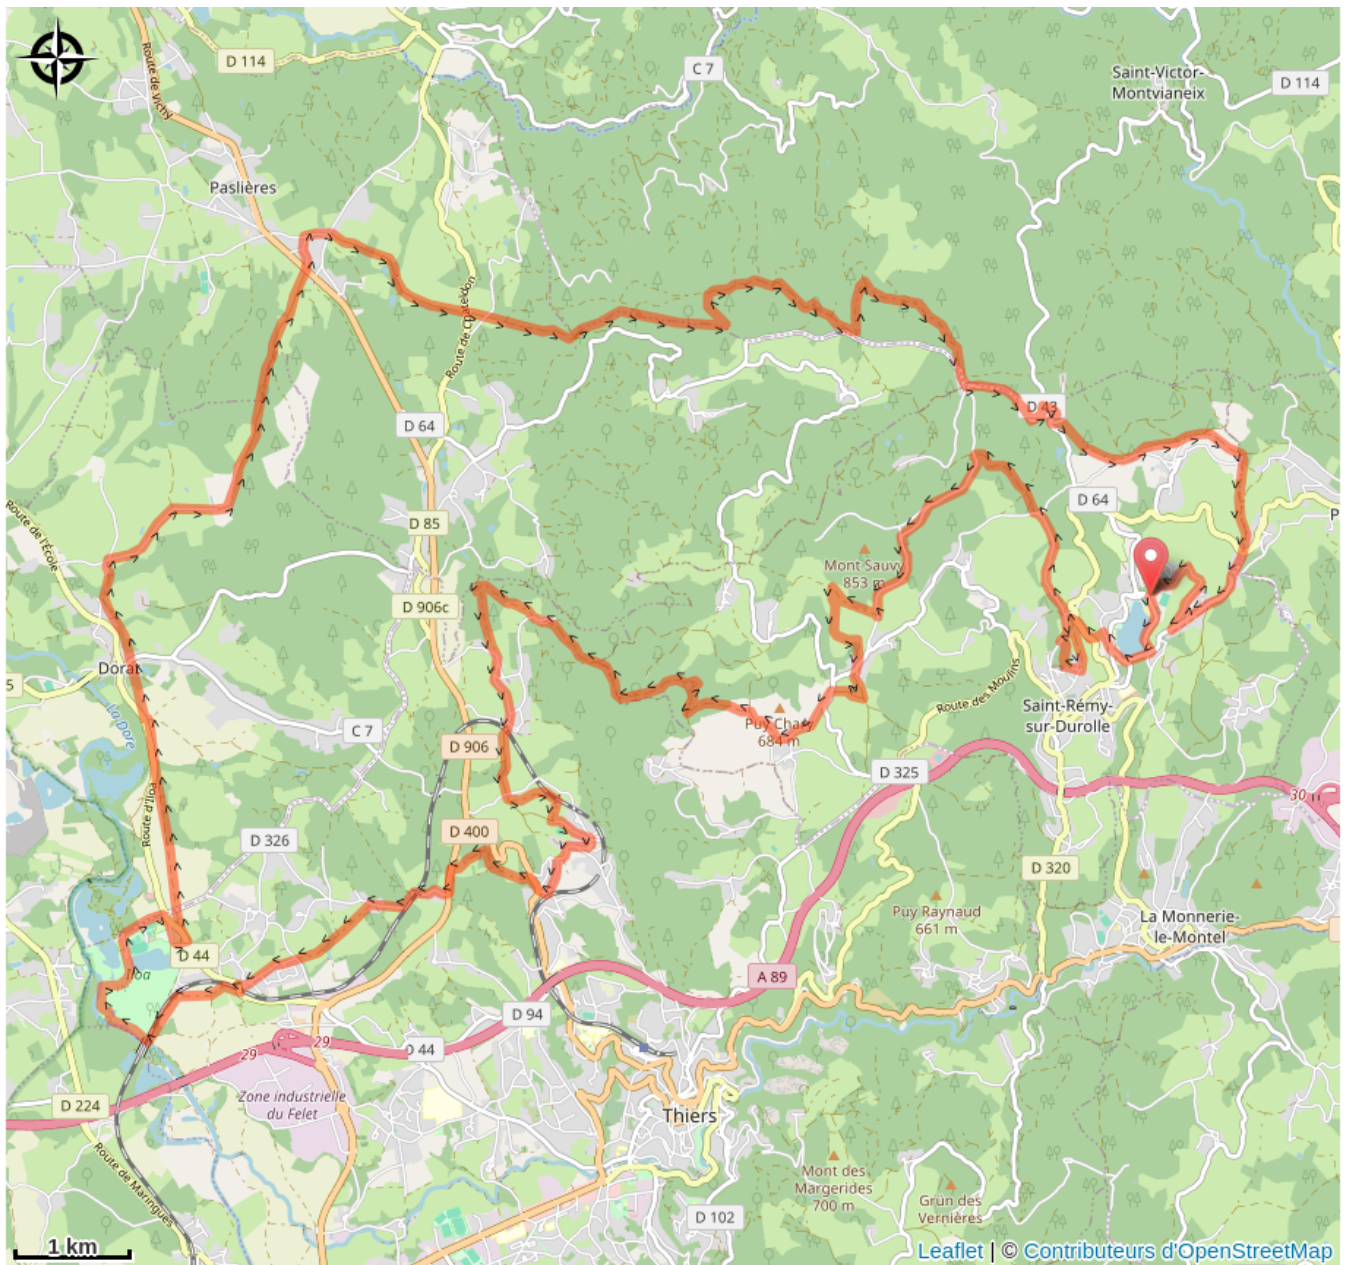 D 114
C 7
Saint-Victor-
Montvianeix
D 114
Route de Vichy
Paslières
Route de Chateldon
D 64
D 43
D 64
Route de l'École
D 85
Mont Sauvy
853 m
D 906c
Dorat
5
La Dore
Route des Moulins
Saint-Rémy-
sur-Durolle
C 7
D 906
684 m
D 325
30
Route d'Iloa
D 326
D 400
D 320
Puy Raynaud
661 m
La Monnerie-
le-Montel
D 44
Iloa
A 89
D 94
29
29
D 44
Zone industrielle
du Felet
D 224
Thiers
Route de Maringues
Mont des
Margerides
700 m
Grün des
Vernières
D 102
1 km
Leaflet | © Contributeurs d'OpenStreetMap